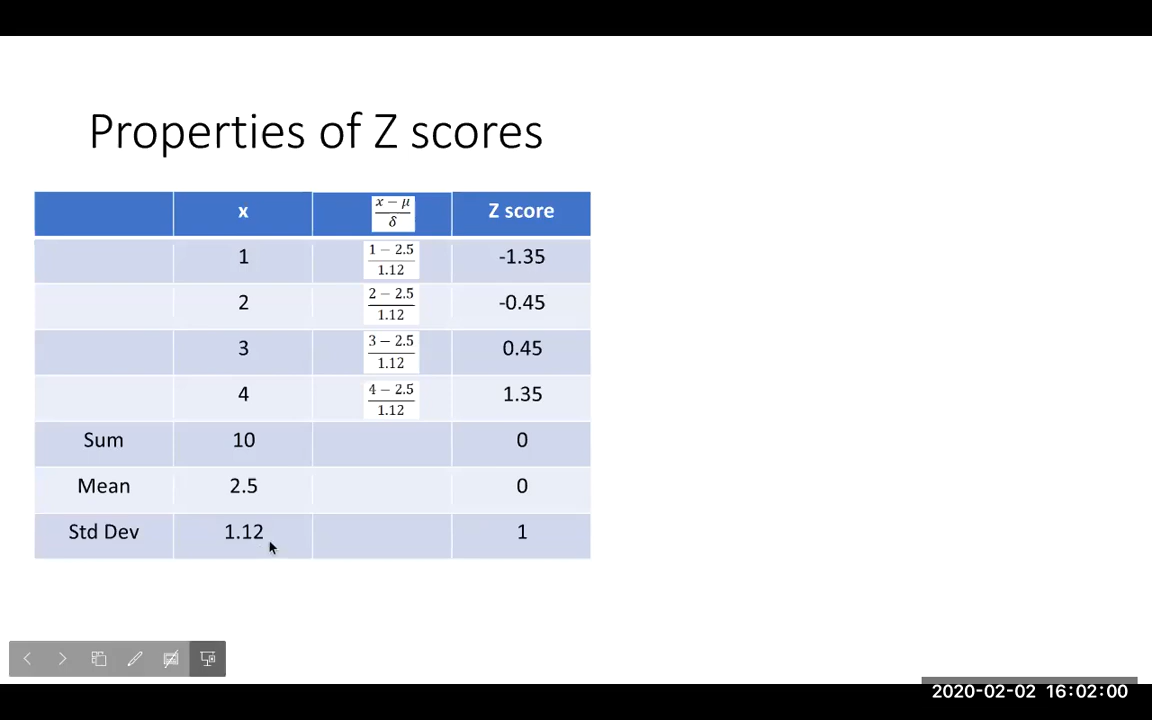 Properties of Z scores
x	x − μ / δ	Z score
1	1 − 2.5 / 1.12	-1.35
2	2 − 2.5 / 1.12	-0.45
3	3 − 2.5 / 1.12	0.45
4	4 − 2.5 / 1.12	1.35
Sum	10	0
Mean	2.5	0
Std Dev	1.12	1
2020-02-02 16:02:00